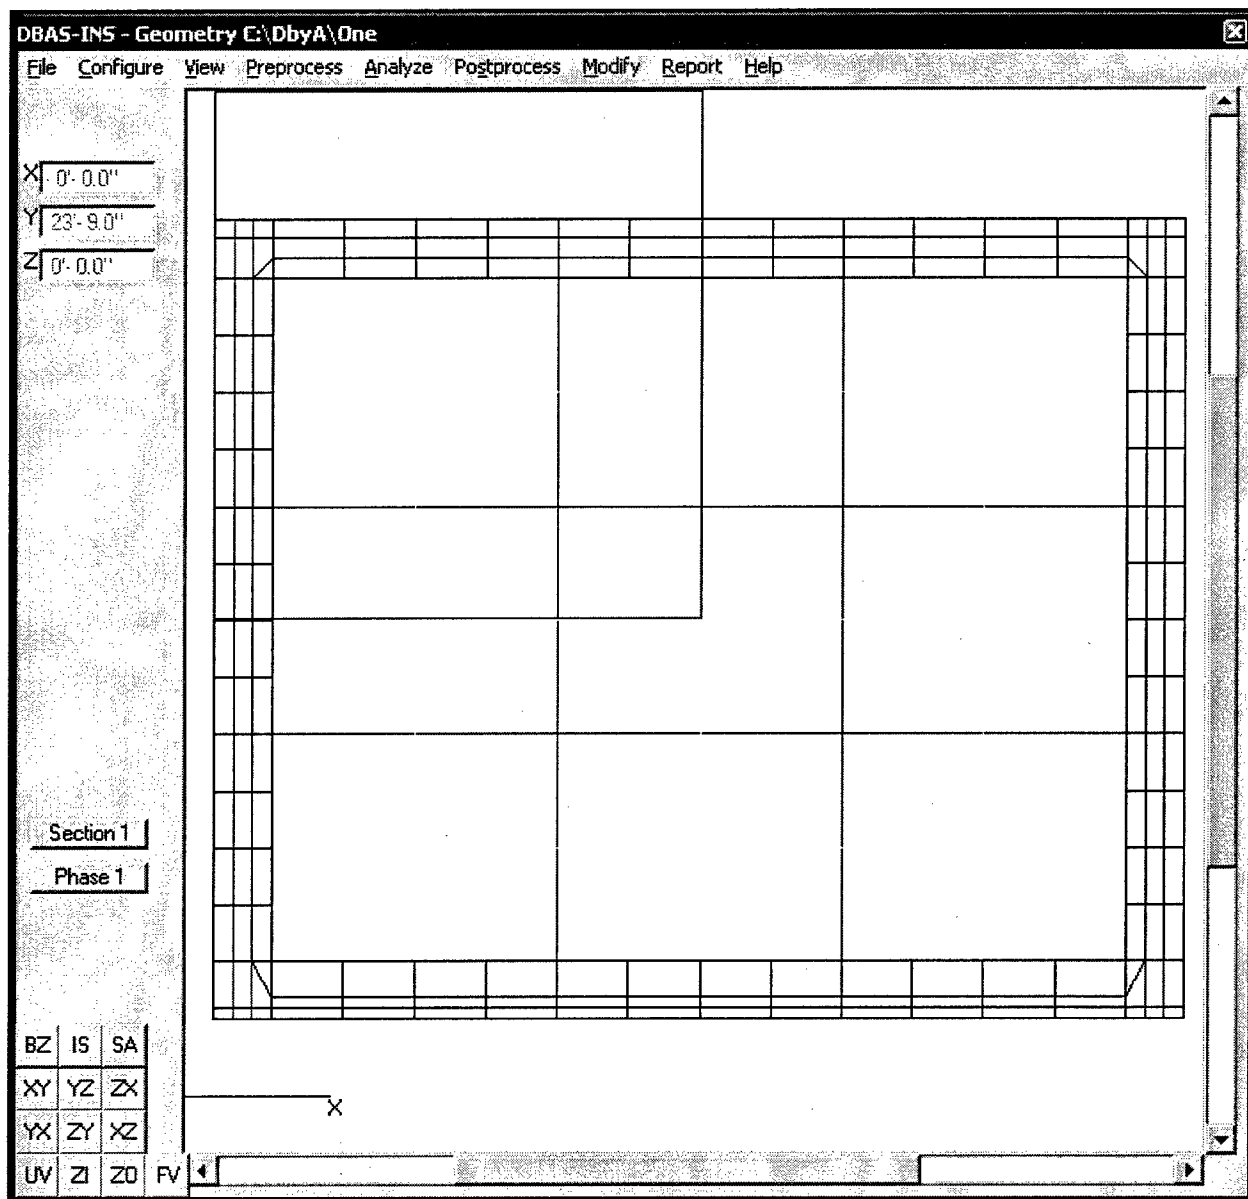 DBAS-INS - Geometry C:\DbyA\One
File Configure View Preprocess Analyze Postprocess Modify Report Help
X - 0'- 0.0"
Y 23'- 9.0"
Z 0'- 0.0"
Section 1
Phase 1
BZ IS SA
XY YZ ZX
X
YX ZY XZ
UV ZI ZO FV